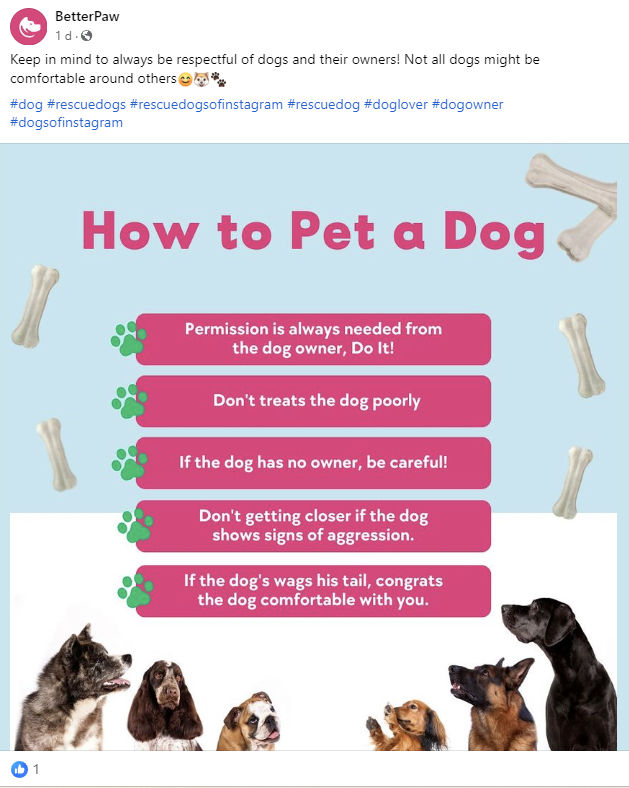 BetterPaw
1 d ·
Keep in mind to always be respectful of dogs and their owners! Not all dogs might be
comfortable around others😊🐕🐾
#dog #rescuedogs #rescuedogsofinstagram #rescuedog #doglover #dogowner
#dogsofinstagram
How to Pet a Dog
Permission is always needed from
the dog owner, Do It!
Don't treats the dog poorly
If the dog has no owner, be careful!
Don't getting closer if the dog
shows signs of aggression.
If the dog's wags his tail, congrats
the dog comfortable with you.
1